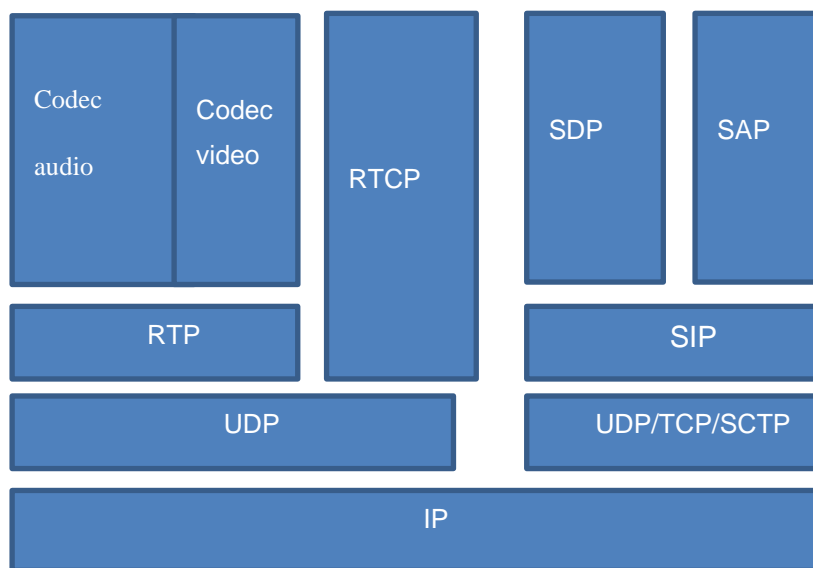 Codec
audio
Codec
video
RTCP
SDP
SAP
RTP
SIP
UDP
UDP/TCP/SCTP
IP